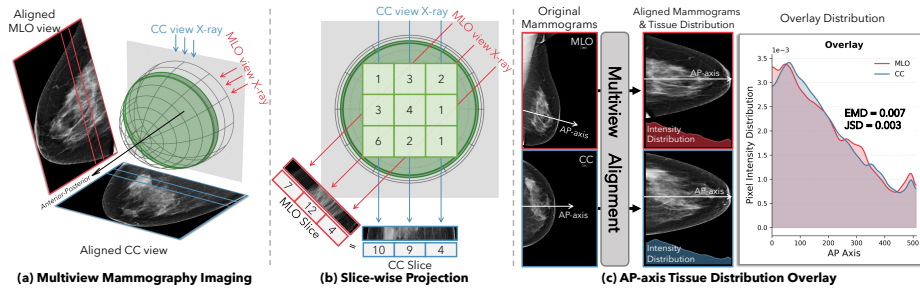 Aligned
MLO view
CC view X-ray
MLO view
X-ray
Anterior-Posterior
Aligned CC view
(a) Multiview Mammography Imaging
CC view X-ray
MLO view
X-ray
1 3 2
3 4 1
6 2 1
7 12 4
MLO Slice
=
10 9 4
CC Slice
(b) Slice-wise Projection
Original
Mammograms
MLO
AP-axis
CC
AP-axis
Multiview Alignment
Aligned Mammograms
& Tissue Distribution
AP-axis
Intensity
Distribution
AP-axis
Intensity
Distribution
Overlay Distribution
Overlay
1e−3
MLO
CC
EMD = 0.007
JSD = 0.003
Pixel Intensity Distribution
3.5
3.0
2.5
2.0
1.5
1.0
0.5
0.0
0 100 200 300 400 500
AP Axis
(c) AP-axis Tissue Distribution Overlay